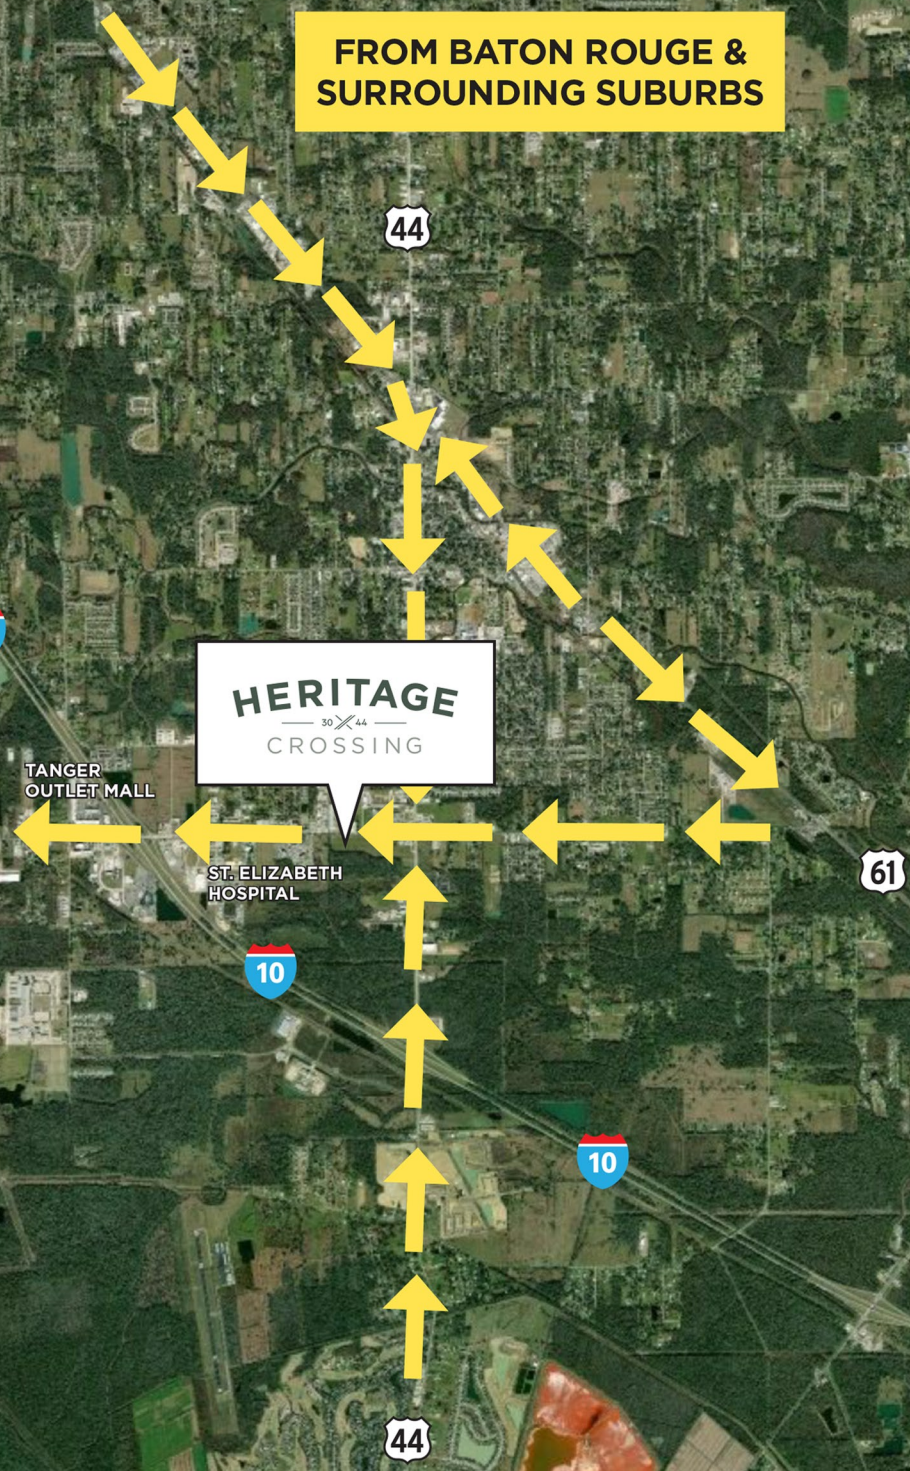 FROM BATON ROUGE &
SURROUNDING SUBURBS
44
HERITAGE
30 44
CROSSING
TANGER
OUTLET MALL
61
ST. ELIZABETH
HOSPITAL
10
10
44